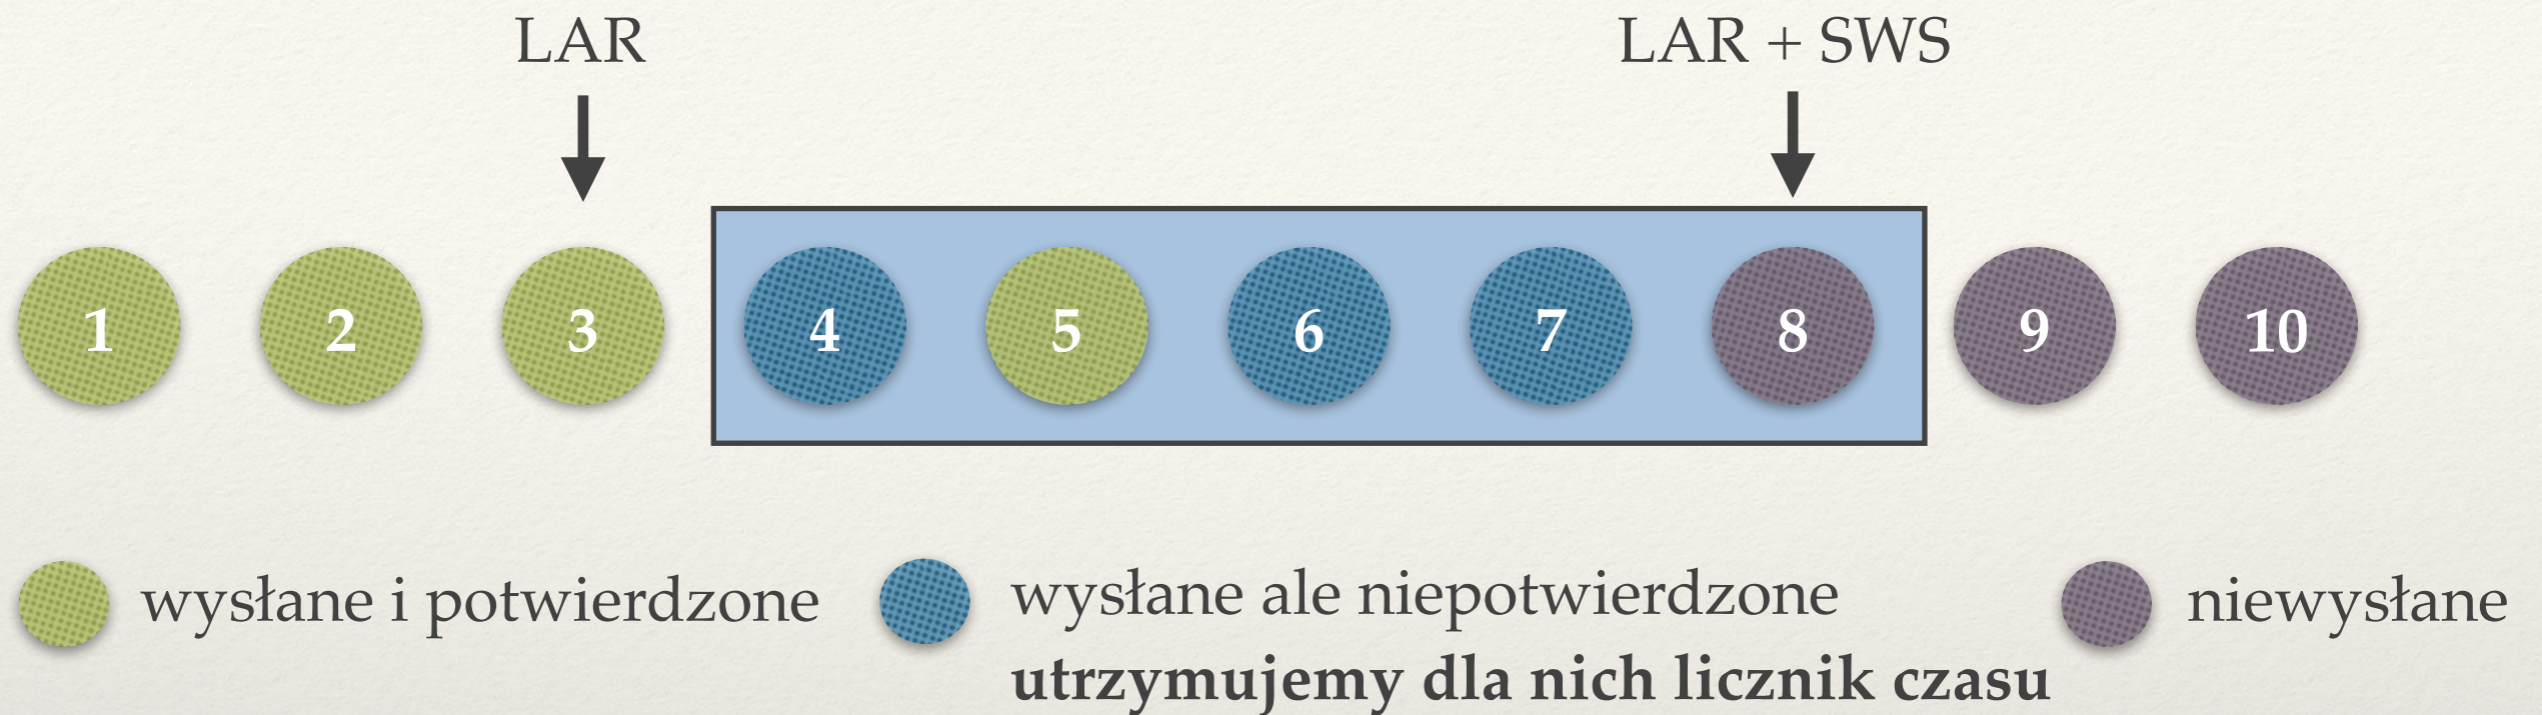 LAR LAR + SWS
1 2 3 4 5 6 7 8 9 10
wysłane i potwierdzone wysłane ale niepotwierdzone niewysłane
utrzymujemy dla nich licznik czasu